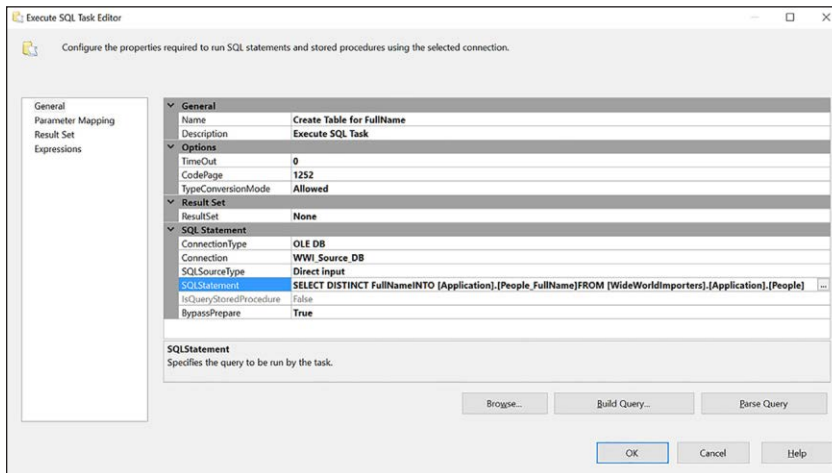 Execute SQL Task Editor
Configure the properties required to run SQL statements and stored procedures using the selected connection.
General
Parameter Mapping
Result Set
Expressions
General
Name Create Table for FullName
Description Execute SQL Task
Options
TimeOut 0
CodePage 1252
TypeConversionMode Allowed
Result Set
ResultSet None
SQL Statement
ConnectionType OLE DB
Connection WWI_Source_DB
SQLSourceType Direct input
SQLStatement SELECT DISTINCT FullNameINTO [Application].[People_FullName]FROM [WideWorldImporters].[Application].[People] ...
IsQueryStoredProcedure False
BypassPrepare True
SQLStatement
Specifies the query to be run by the task.
Browse... Build Query... Parse Query
OK Cancel Help